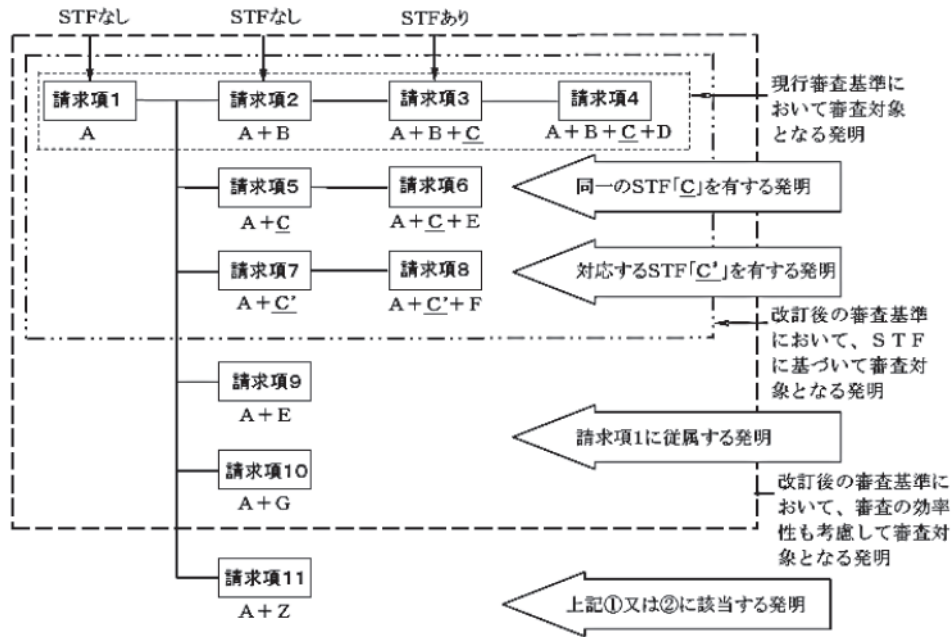 STFなし
STFなし
STFあり
請求項1
請求項2
請求項3
請求項4
A
A+B
A+B+C
A+B+C+D
現行審査基準に
おいて審査対象
となる発明
請求項5
請求項6
同一のSTF「C」を有する発明
A+C
A+C+E
請求項7
請求項8
対応するSTF「C'」を有する発明
A+C'
A+C'+F
改訂後の審査基準
において、STF
に基づいて審査対
象となる発明
請求項9
A+E
請求項1に従属する発明
請求項10
A+G
改訂後の審査基準に
おいて、審査の効率
性も考慮して審査対
象となる発明
請求項11
A+Z
上記①又は②に該当する発明